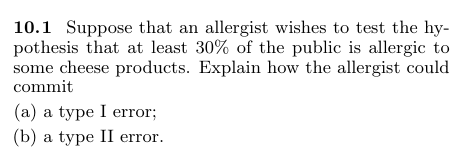 10.1 Suppose that an allergist wishes to test the hy-
pothesis that at least 30% of the public is allergic to
some cheese products. Explain how the allergist could
commit
(a) a type I error;
(b) a type II error.